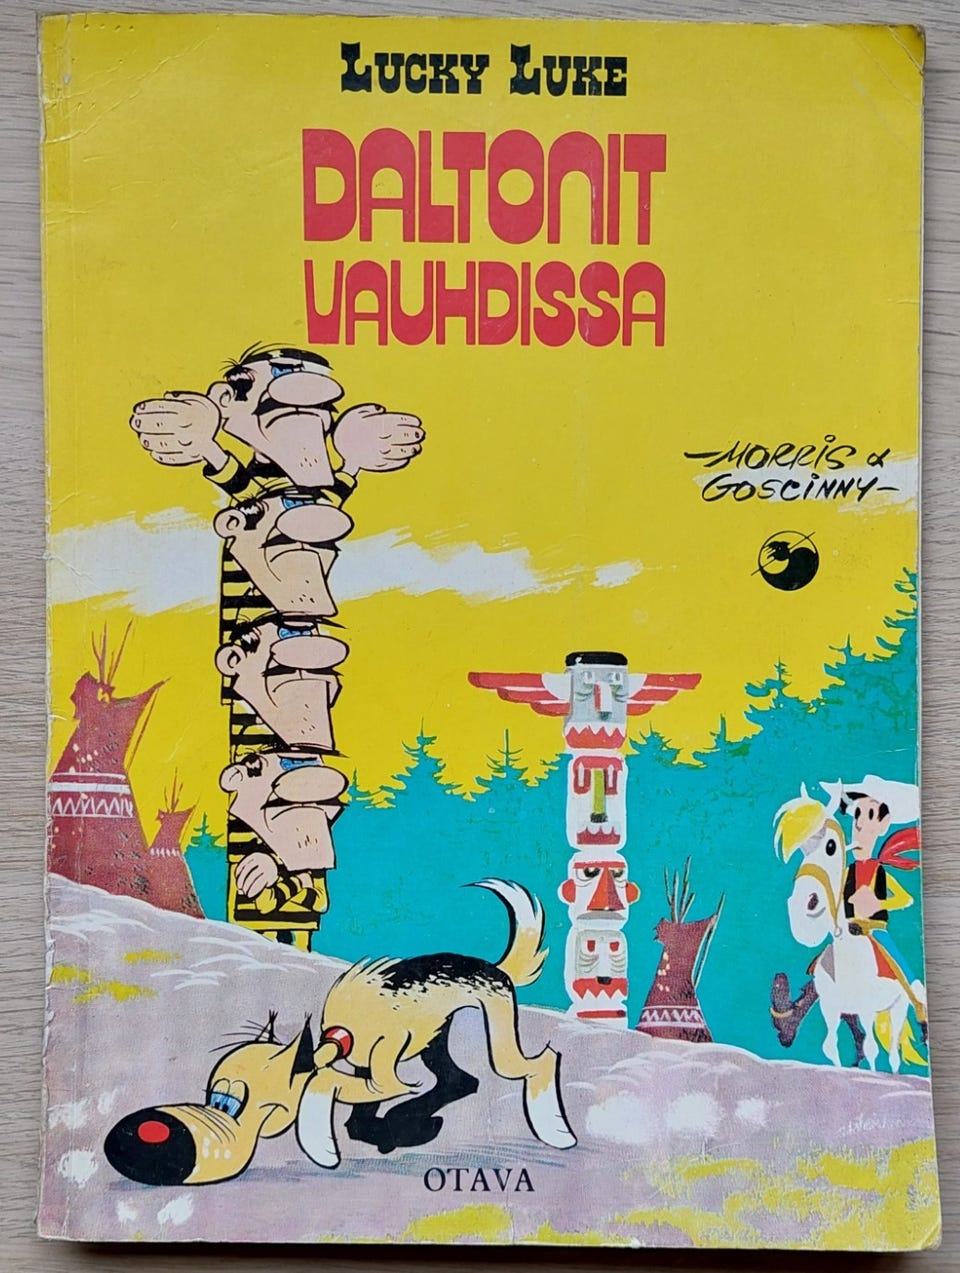 LUCKY LUKE
DALTONIT
VAUHDISSA
-MORRIS &
GOSCINNY-
OTAVA